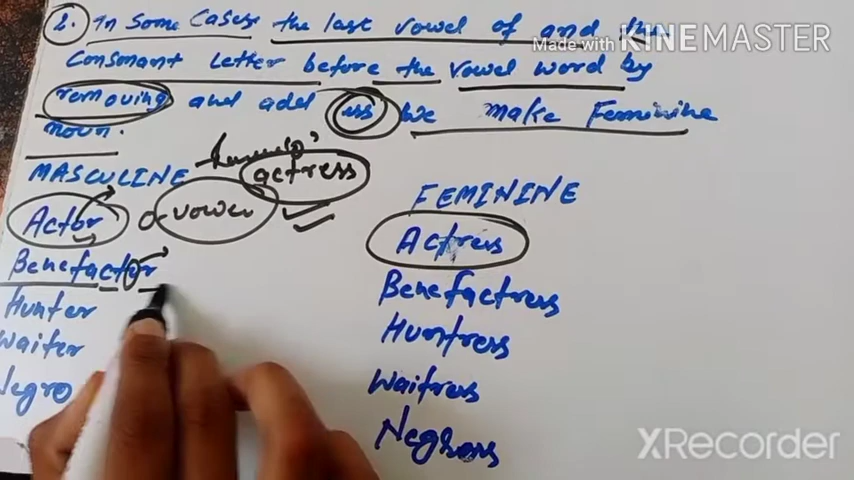 2. In some cases the last vowel of and the
Consonant letter before the vowel word by
removing and add ess we make Feminine
noun.
MASCULINE actress
Actor o vowel
FEMININE
Actress
Benefactor
Benefactress
Hunter
Huntress
Waiter
Waitress
Negro
Made with KINEMASTER
XRecorder